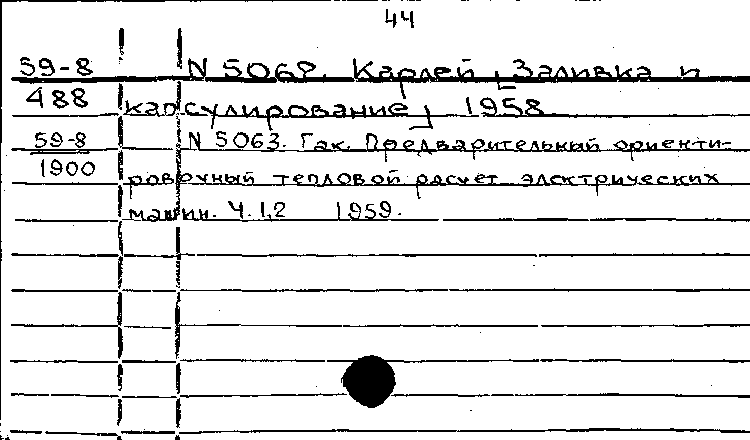 44
59-8 N 5068. Карлей [Заливка и
488 капсулирование] 1958
59-8 N 5063. Гак. Предварительный ориенти-
1900 ровочный тепловой расчет электрических
машин. Ч. 1,2 1959.